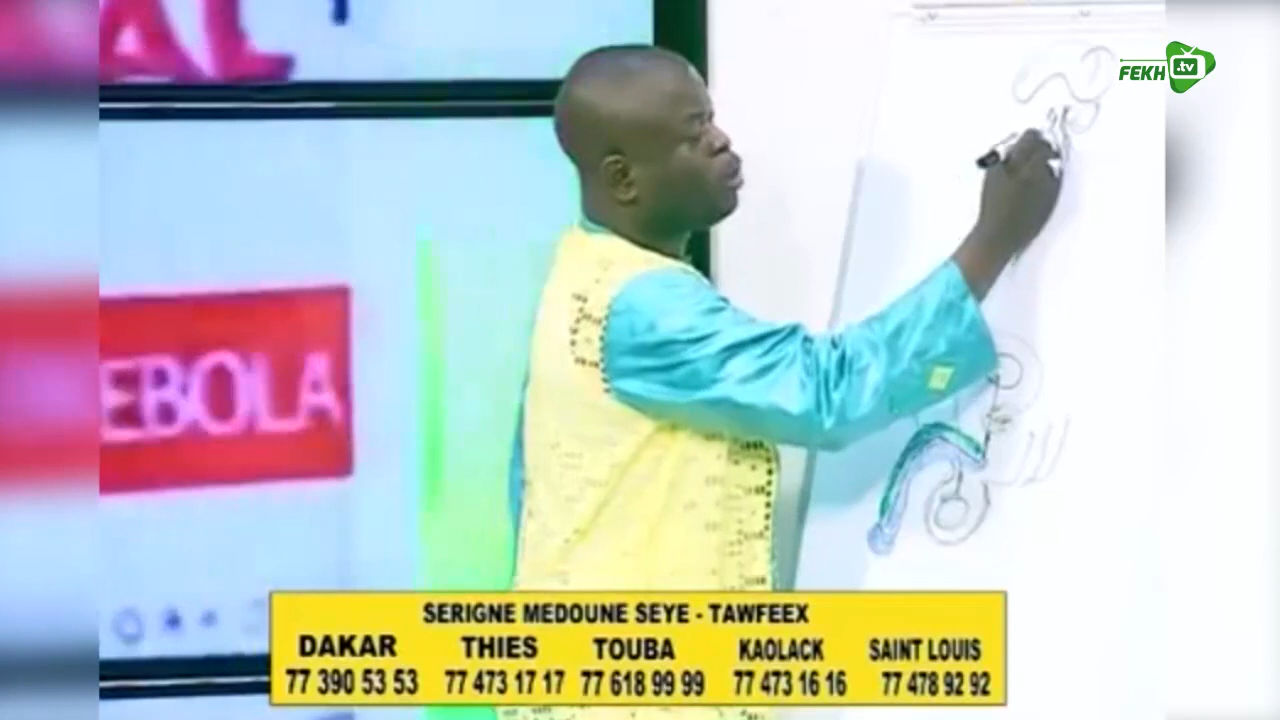 FEKH .tv
EBOLA
SERIGNE MEDOUNE SEYE - TAWFEEX
DAKAR THIES TOUBA KAOLACK SAINT LOUIS
77 390 53 53 77 473 17 17 77 618 99 99 77 473 16 16 77 478 92 92